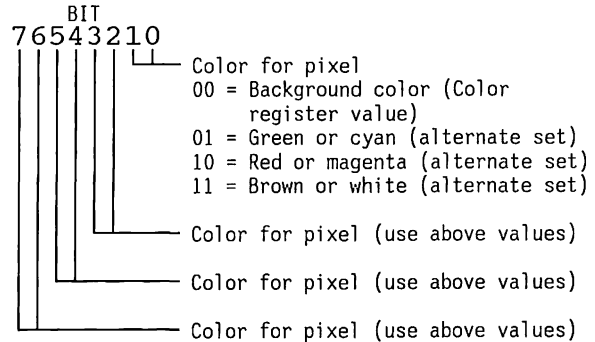 BIT
76543210
Color for pixel
00 = Background color (Color
register value)
01 = Green or cyan (alternate set)
10 = Red or magenta (alternate set)
11 = Brown or white (alternate set)
Color for pixel (use above values)
Color for pixel (use above values)
Color for pixel (use above values)